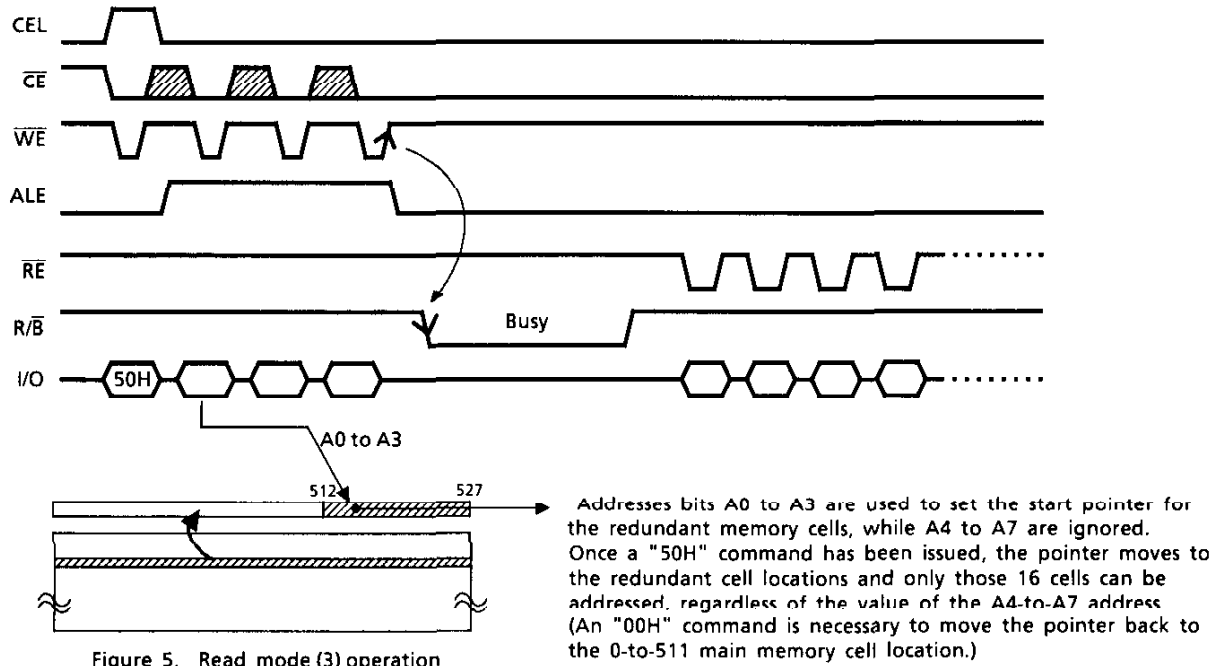 CEL
CE
WE
ALE
RE
R/B
Busy
I/O
50H
A0 to A3
512
527
Addresses bits A0 to A3 are used to set the start pointer for
the redundant memory cells, while A4 to A7 are ignored.
Once a "50H" command has been issued, the pointer moves to
the redundant cell locations and only those 16 cells can be
addressed, regardless of the value of the A4-to-A7 address
(An "00H" command is necessary to move the pointer back to
the 0-to-511 main memory cell location.)
Figure 5. Read mode (3) operation